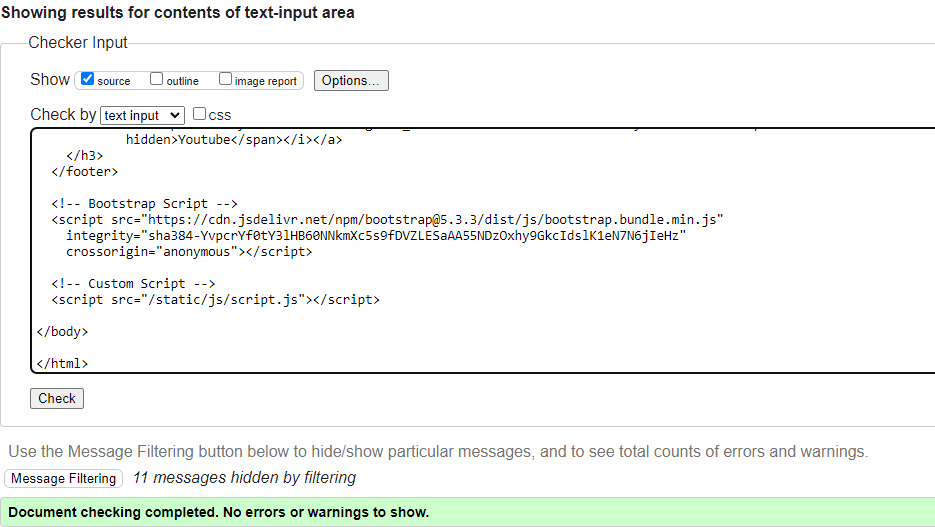 Showing results for contents of text-input area
Checker Input
Show source outline image report Options...
Check by text input css
hidden>Youtube</span></i></a>
</h3>
</footer>
<!-- Bootstrap Script -->
<script src="https://cdn.jsdelivr.net/npm/bootstrap@5.3.3/dist/js/bootstrap.bundle.min.js"
integrity="sha384-YvpcrYf0tY3lHB60NNkmXc5s9fDVZLESaAA55NDzOxhy9GkcIdslK1eN7N6jIeHz"
crossorigin="anonymous"></script>
<!-- Custom Script -->
<script src="/static/js/script.js"></script>
</body>
</html>
Check
Use the Message Filtering button below to hide/show particular messages, and to see total counts of errors and warnings.
Message Filtering 11 messages hidden by filtering
Document checking completed. No errors or warnings to show.